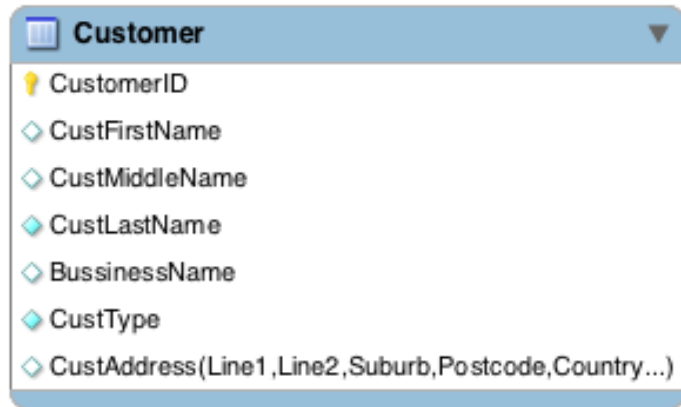 Customer
CustomerID
CustFirstName
CustMiddleName
CustLastName
BussinessName
CustType
CustAddress(Line1,Line2,Suburb,Postcode,Country...)